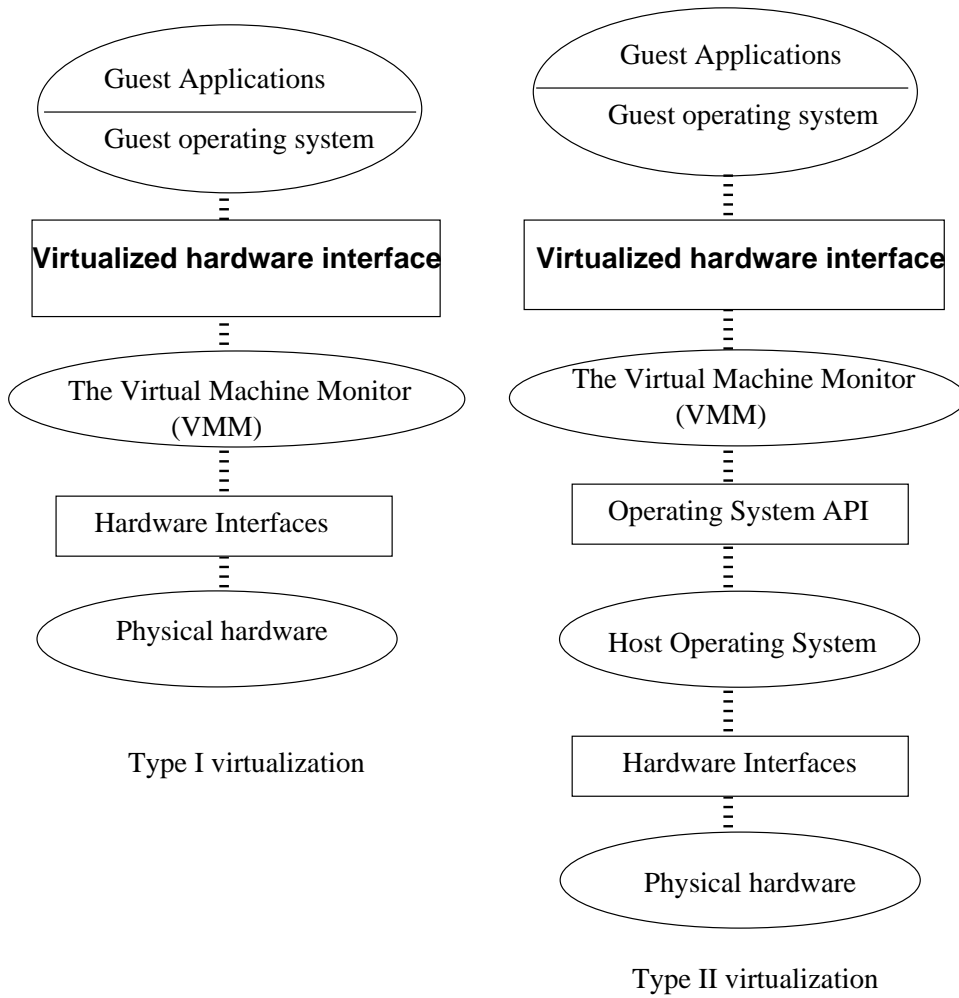 Guest Applications
Guest operating system
Virtualized hardware interface
The Virtual Machine Monitor
(VMM)
Hardware Interfaces
Physical hardware
Type I virtualization
Guest Applications
Guest operating system
Virtualized hardware interface
The Virtual Machine Monitor
(VMM)
Operating System API
Host Operating System
Hardware Interfaces
Physical hardware
Type II virtualization